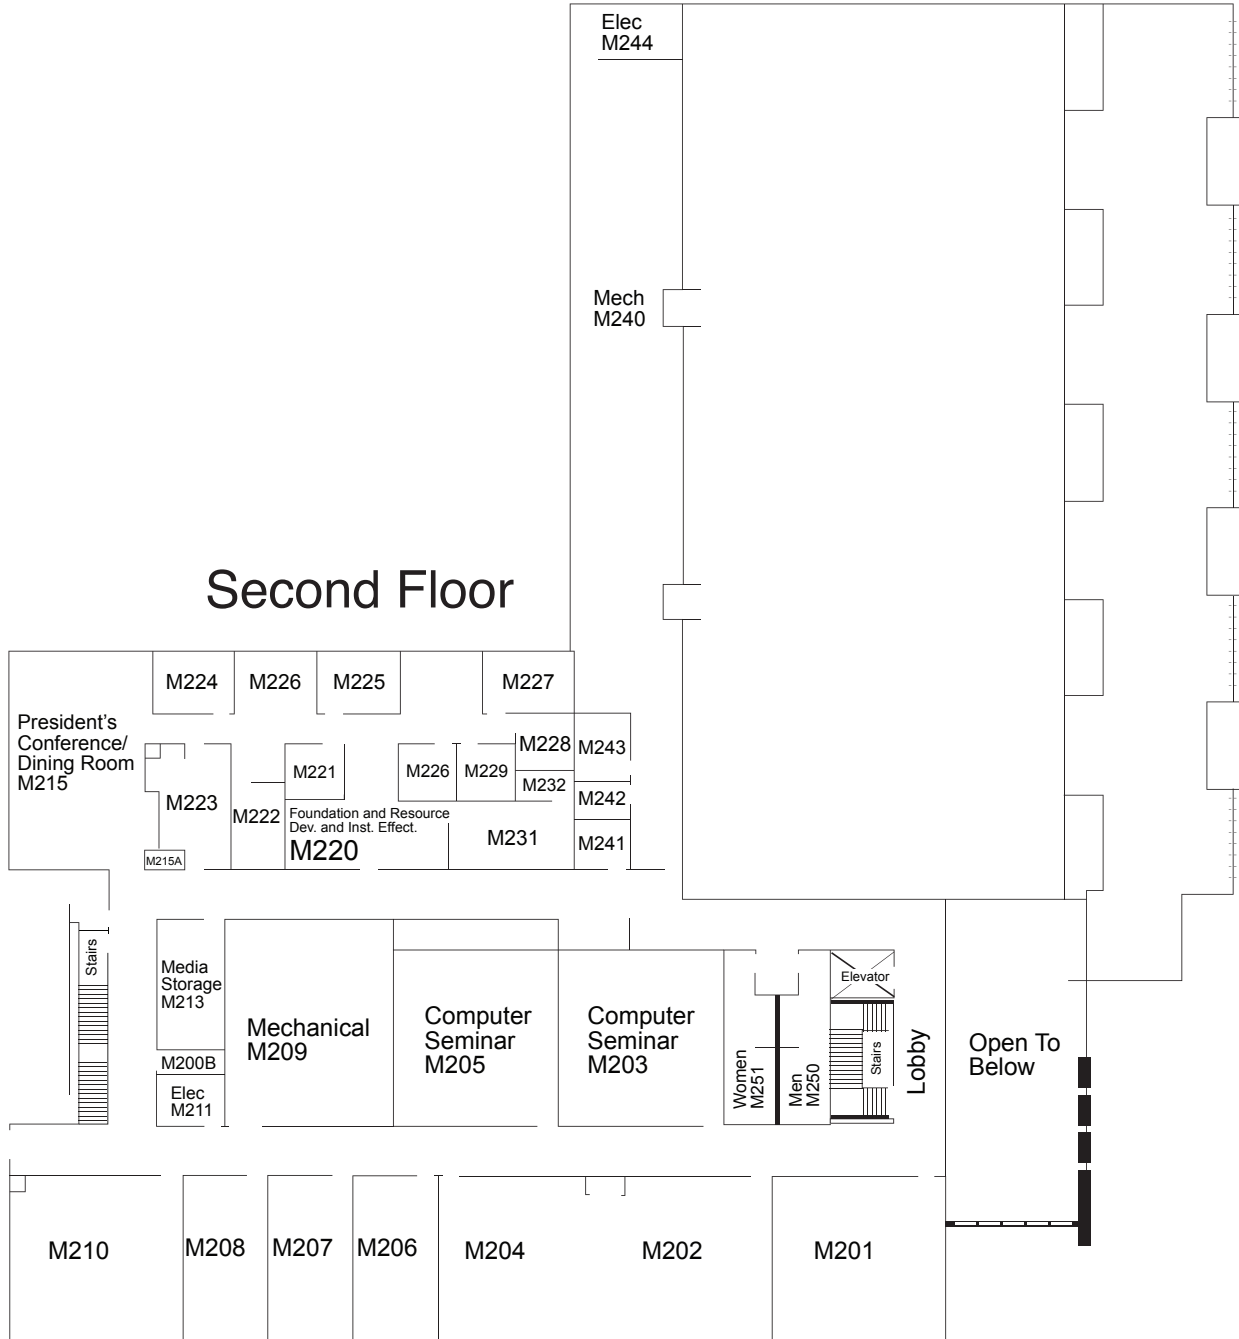 Elec
M244
Mech
M240
Second Floor
M224
M226
M225
M227
President's
Conference/
Dining Room
M215
M228
M243
M221
M226
M229
M232
M242
M223
M222
Foundation and Resource
Dev. and Inst. Effect.
M220
M231
M241
M215A
Stairs
Media
Storage
M213
Mechanical
M209
Computer
Seminar
M205
Computer
Seminar
M203
Women
M251
Men
M250
Elevator
Stairs
Lobby
Open To
Below
M200B
Elec
M211
M210
M208
M207
M206
M204
M202
M201